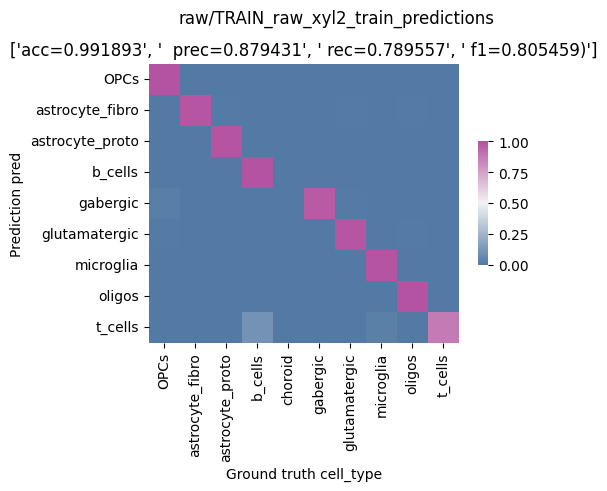 raw/TRAIN_raw_xyl2_train_predictions
['acc=0.991893', '  prec=0.879431', ' rec=0.789557', ' f1=0.805459)']
OPCs
astrocyte_fibro
astrocyte_proto
b_cells
gabergic
glutamatergic
microglia
oligos
t_cells
Prediction pred
1.00
0.75
0.50
0.25
0.00
OPCs
astrocyte_fibro
astrocyte_proto
b_cells
choroid
gabergic
glutamatergic
microglia
oligos
t_cells
Ground truth cell_type